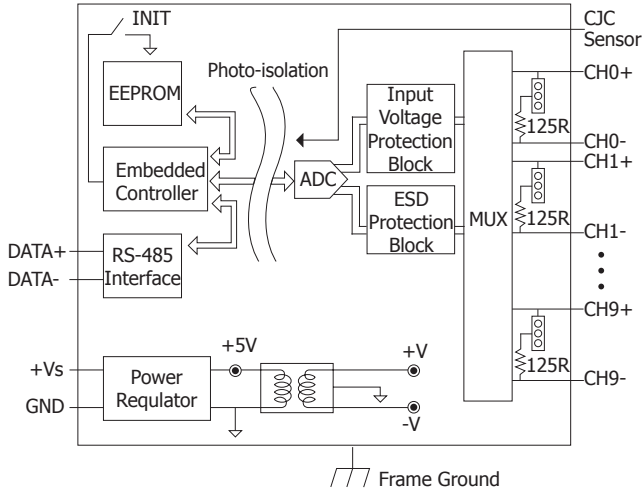 INIT
CJC
Sensor
EEPROM
Photo-isolation
Input
Voltage
Protection
Block
CH0+
125R
CH0-
Embedded
Controller
ADC
ESD
Protection
Block
MUX
CH1+
125R
CH1-
DATA+
DATA-
RS-485
Interface
CH9+
125R
CH9-
+Vs
GND
Power
Requlator
+5V
+V
-V
Frame Ground